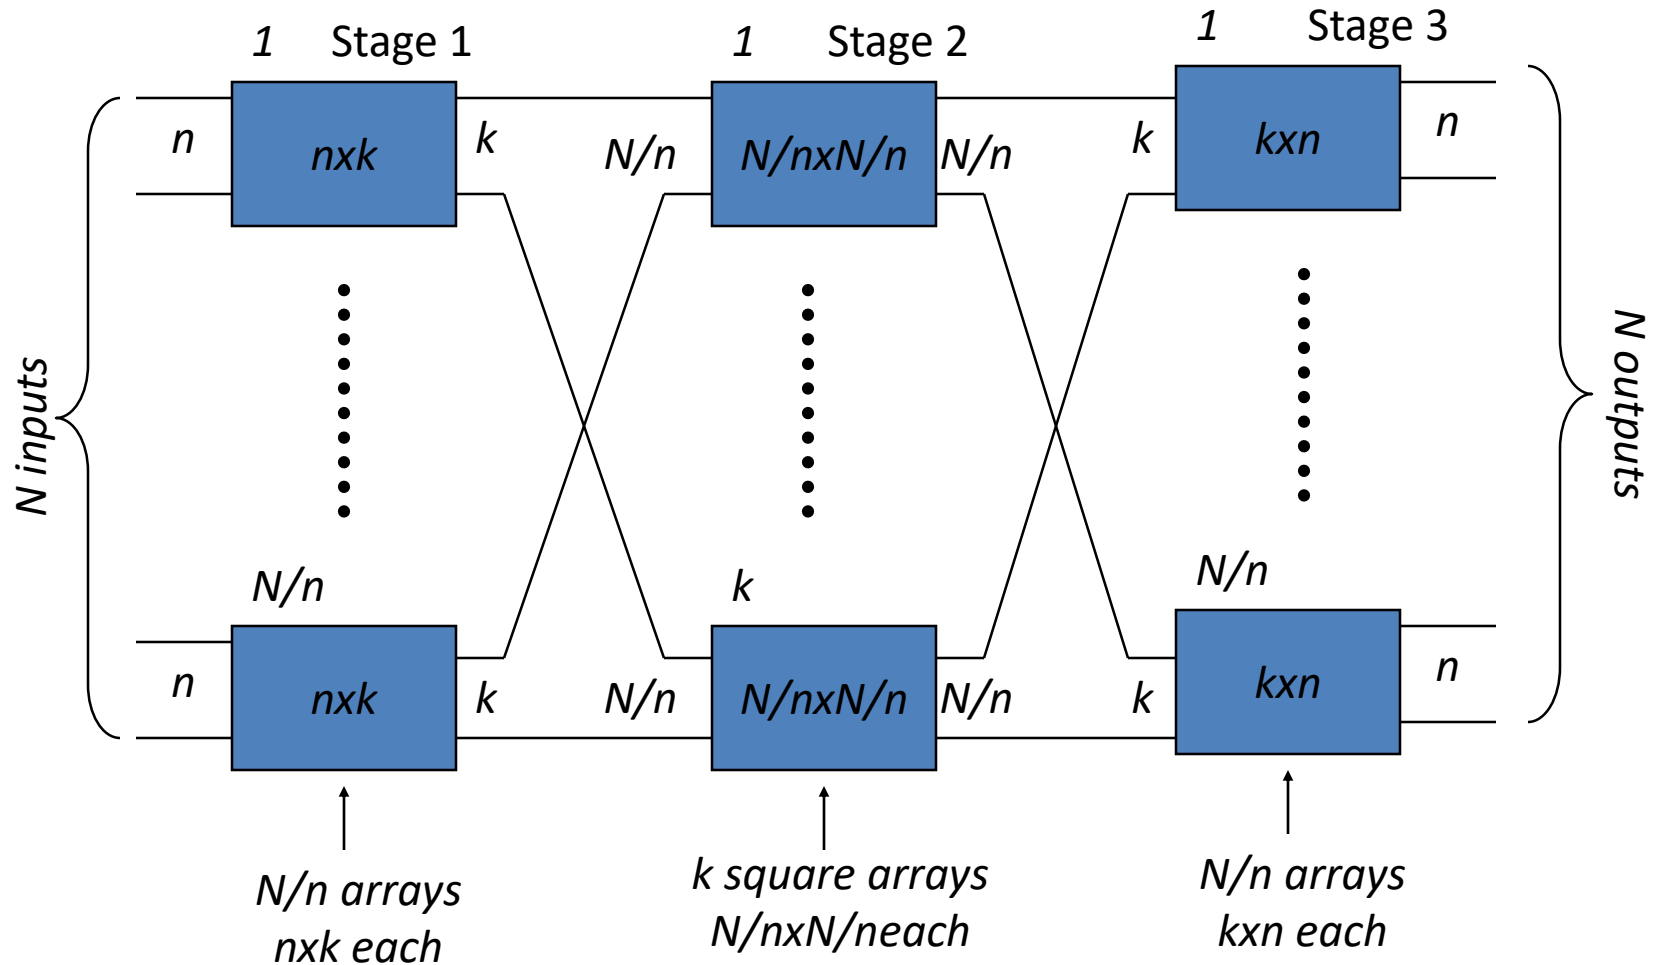 1 Stage 1
1 Stage 2
1 Stage 3
n
nxk
k
N/n
N/nxN/n
N/n
k
kxn
n
N inputs
N outputs
N/n
k
N/n
n
nxk
k
N/n
N/nxN/n
N/n
k
kxn
n
N/n arrays
nxk each
k square arrays
N/nxN/neach
N/n arrays
kxn each